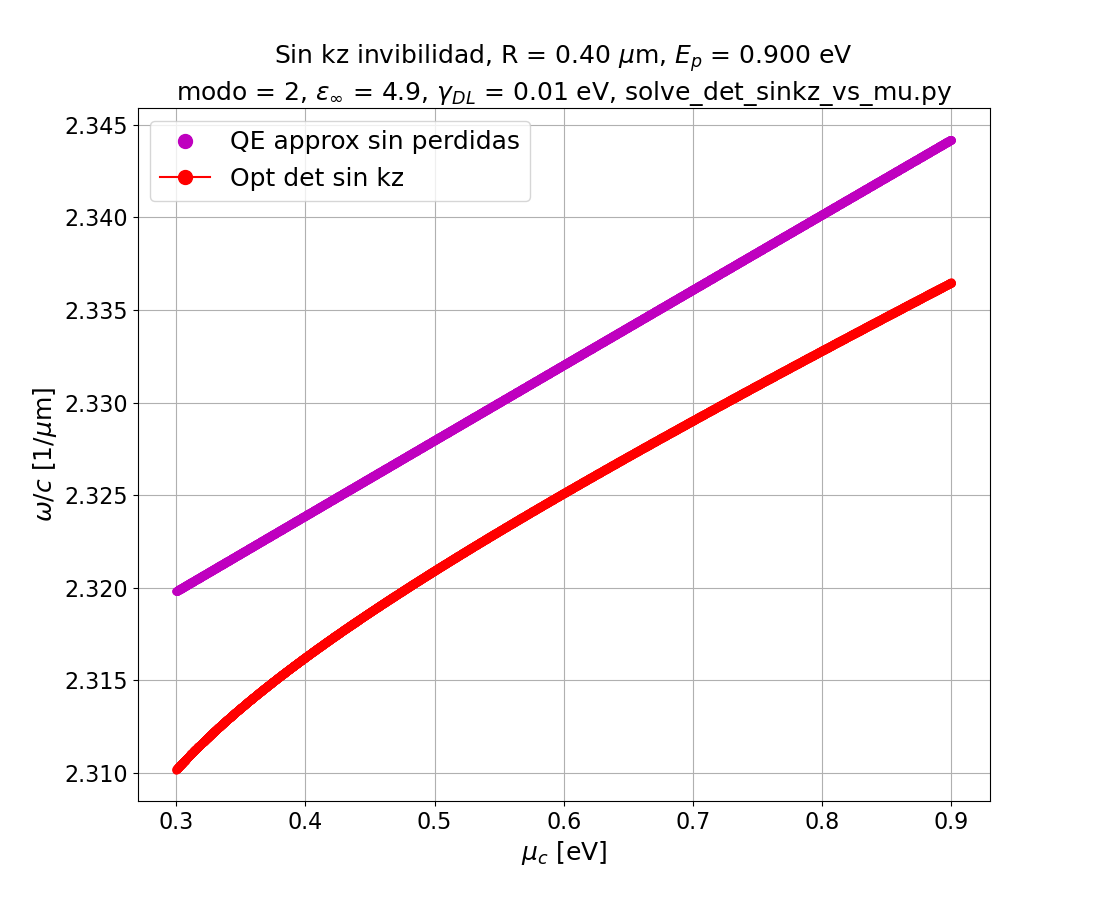 Sin kz invibilidad, R = 0.40 μm, E_p = 0.900 eV
modo = 2, ε_∞ = 4.9, γ_DL = 0.01 eV, solve_det_sinkz_vs_mu.py
QE approx sin perdidas
Opt det sin kz
2.345
2.340
2.335
2.330
2.325
2.320
2.315
2.310
ω/c [1/μm]
0.3 0.4 0.5 0.6 0.7 0.8 0.9
μ_c [eV]